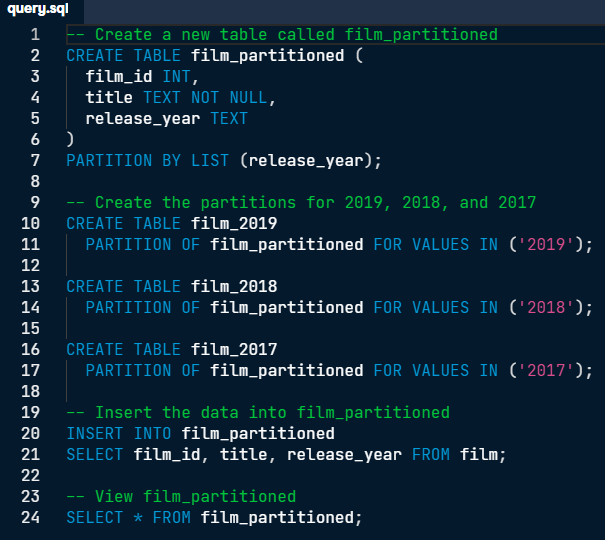 query.sql
1 -- Create a new table called film_partitioned
2 CREATE TABLE film_partitioned (
3 film_id INT,
4 title TEXT NOT NULL,
5 release_year TEXT
6 )
7 PARTITION BY LIST (release_year);
8
9 -- Create the partitions for 2019, 2018, and 2017
10 CREATE TABLE film_2019
11 PARTITION OF film_partitioned FOR VALUES IN ('2019');
12
13 CREATE TABLE film_2018
14 PARTITION OF film_partitioned FOR VALUES IN ('2018');
15
16 CREATE TABLE film_2017
17 PARTITION OF film_partitioned FOR VALUES IN ('2017');
18
19 -- Insert the data into film_partitioned
20 INSERT INTO film_partitioned
21 SELECT film_id, title, release_year FROM film;
22
23 -- View film_partitioned
24 SELECT * FROM film_partitioned;